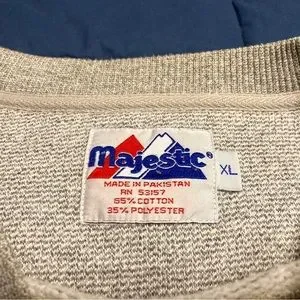 Majestic®
XL
MADE IN PAKISTAN
RN 53157
65% COTTON
35% POLYESTER